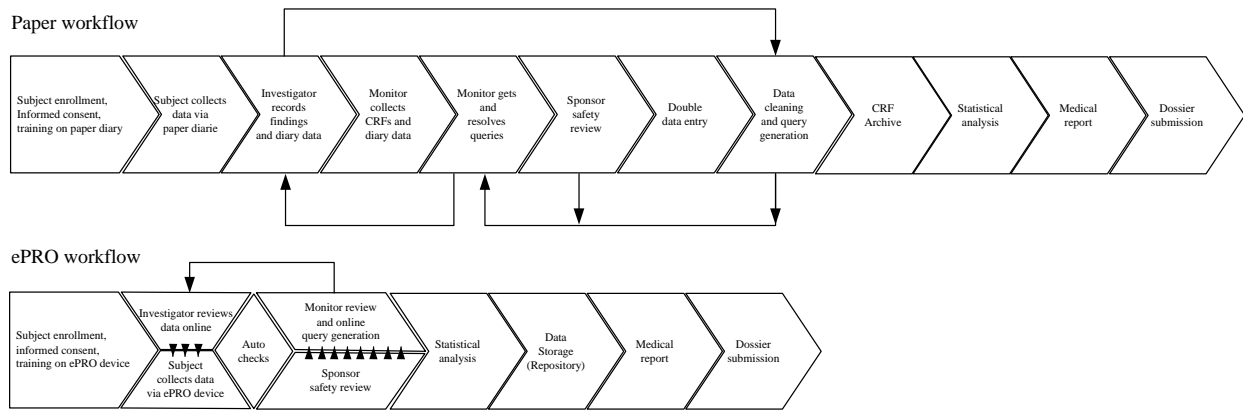 Paper workflow
Subject enrollment,
Informed consent,
training on paper diary
Subject collects
data via
paper diarie
Investigator
records
findings
and diary data
Monitor
collects
CRFs and
diary data
Monitor gets and
resolves
queries
Sponsor
safety
review
Double
data entry
Data
cleaning
and query
generation
CRF
Archive
Statistical
analysis
Medical
report
Dossier
submission
ePRO workflow
Subject enrollment,
informed consent,
training on ePRO device
Investigator reviews
data online
Subject
collects data
via ePRO device
Auto
checks
Monitor review
and online
query generation
Sponsor
safety review
Statistical
analysis
Data
Storage
(Repository)
Medical
report
Dossier
submission